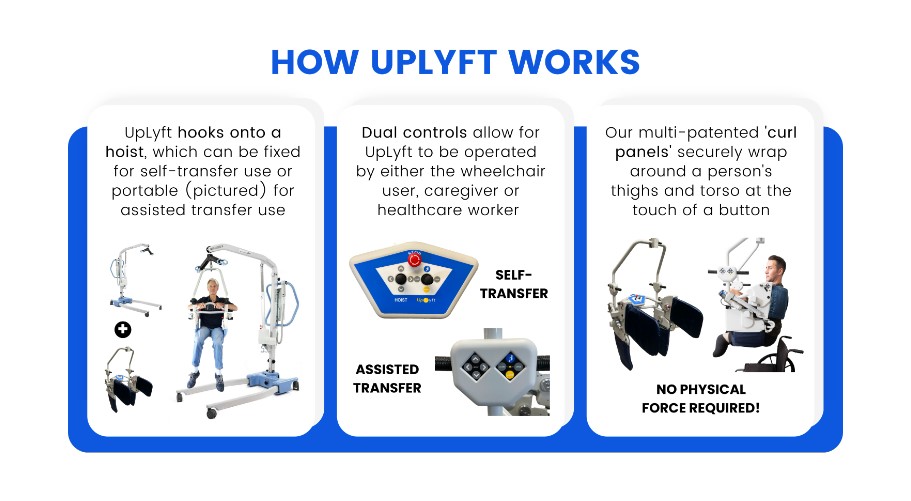 HOW UPLYFT WORKS
UpLyft hooks onto a
hoist, which can be fixed
for self-transfer use or
portable (pictured) for
assisted transfer use
Dual controls allow for
UpLyft to be operated
by either the wheelchair
user, caregiver or
healthcare worker
HOIST UpLyft
SELF-
TRANSFER
ASSISTED
TRANSFER
Our multi-patented 'curl
panels' securely wrap
around a person's
thighs and torso at the
touch of a button
NO PHYSICAL
FORCE REQUIRED!